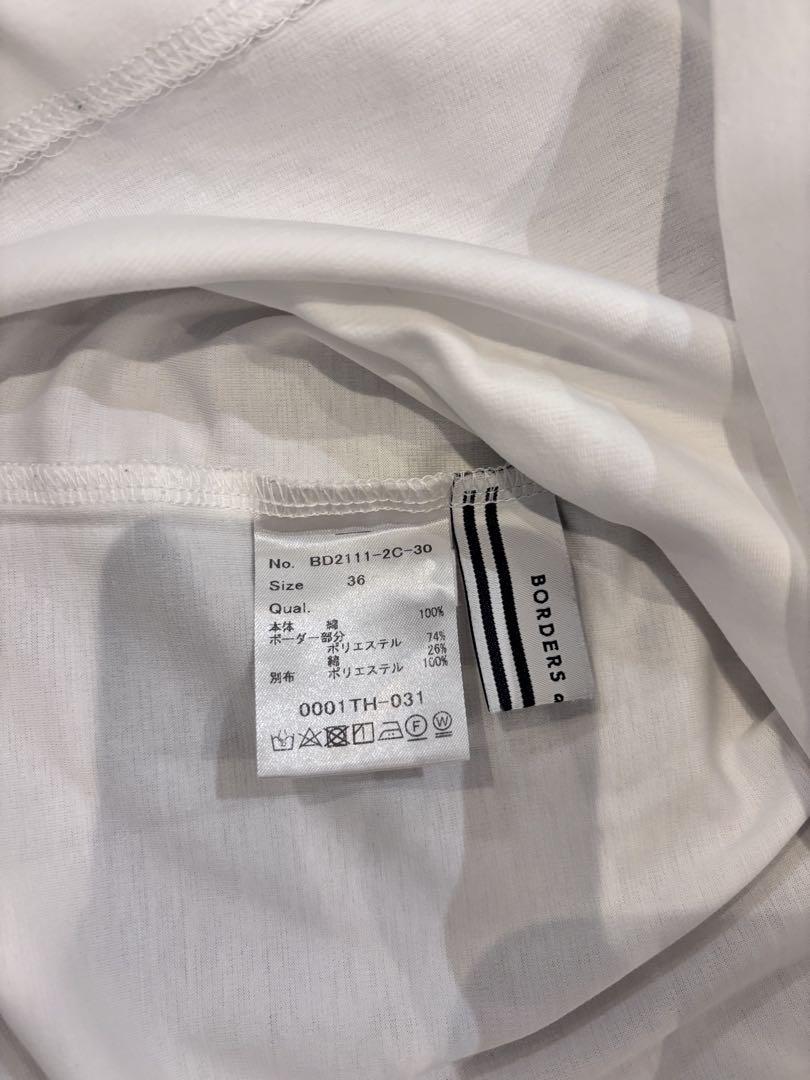 No. BD2111-2C-30
Size 36
Qual.
本体 綿 100%
ボーダー部分
ポリエステル 74%
綿 26%
別布 ポリエステル 100%
0001TH-031
F W
BORDERS